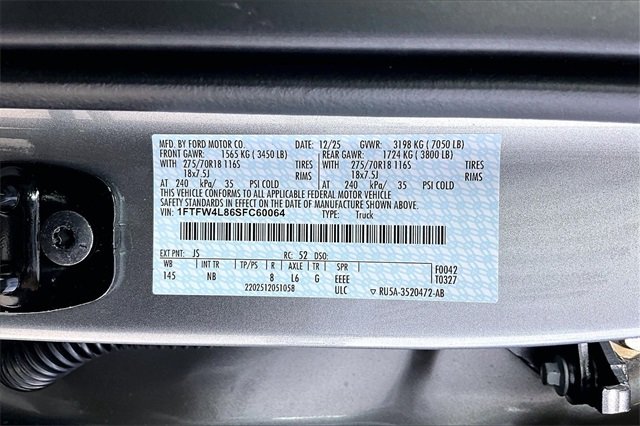 MFD. BY FORD MOTOR CO. 12/25 GVWR: 3198 KG ( 7050 LB)
FRONT GAWR: 1565 KG ( 3450 LB) REAR GAWR: 1724 KG ( 3800 LB)
WITH 275/70R18 116S TIRES WITH 275/70R18 116S TIRES
18x7.5J RIMS 18x7.5J RIMS
AT 240 kPa/ 35 PSI COLD AT 240 kPa/ 35 PSI COLD
THIS VEHICLE CONFORMS TO ALL APPLICABLE FEDERAL MOTOR VEHICLE
SAFETY STANDARDS IN EFFECT ON THE DATE OF MANUFACTURE SHOWN ABOVE.
VIN: 1FTFW4L86SFC60064 TYPE: Truck
EXT PNT: JS RC: 52 DSO:
WB INT TR TP/PS R AXLE TR SPR F0042
145 NB 8 L6 G EEEE T0327
2202512051058 ULC ▽ RU5A-3520472-AB